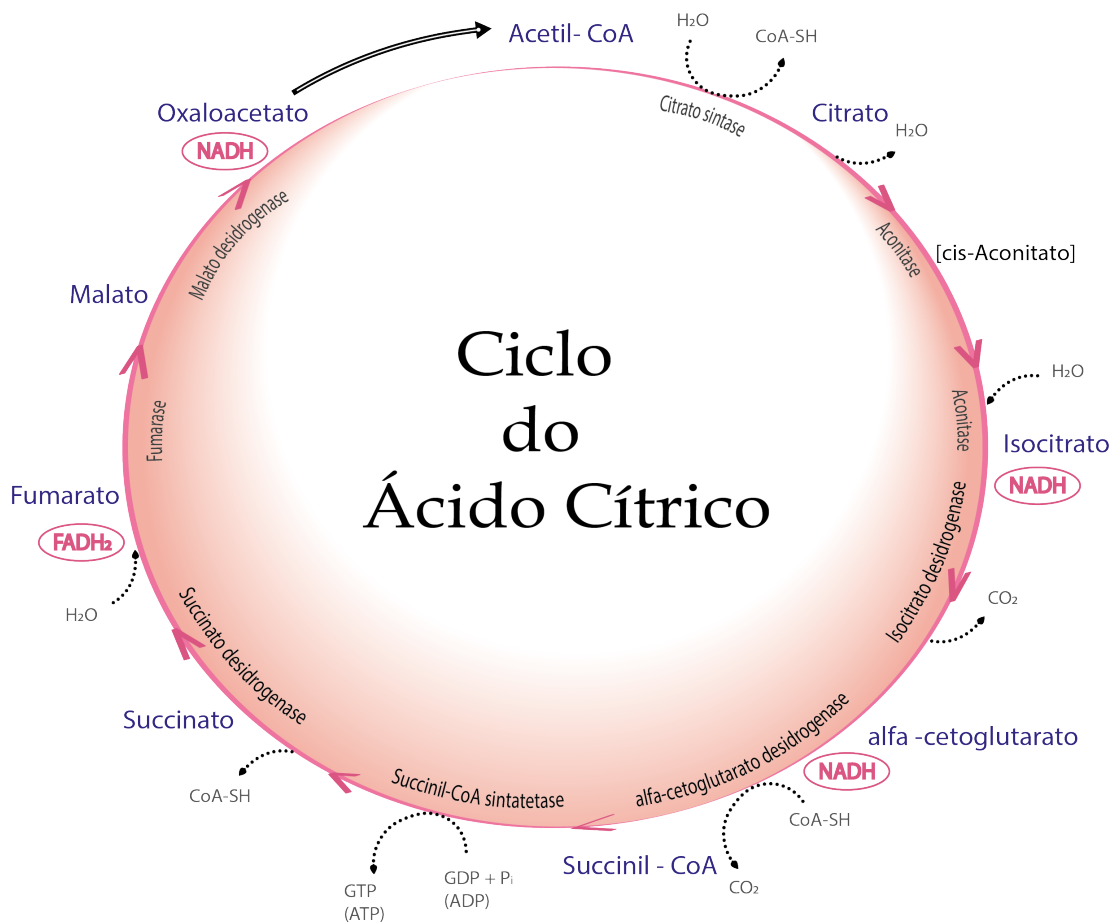 Acetil- CoA
H₂O
CoA-SH
Citrato sintase
Citrato
H₂O
Aconitase
[cis-Aconitato]
H₂O
Aconitase
Isocitrato
NADH
Isocitrato desidrogenase
CO₂
alfa -cetoglutarato
NADH
alfa-cetoglutarato desidrogenase
CoA-SH
CO₂
Succinil - CoA
Succinil-CoA sintatetase
GDP + Pᵢ
(ADP)
GTP
(ATP)
CoA-SH
Succinato
Succinato desidrogenase
H₂O
FADH₂
Fumarato
Fumarase
Malato
Malato desidrogenase
NADH
Oxaloacetato
Ciclo
do
Ácido Cítrico